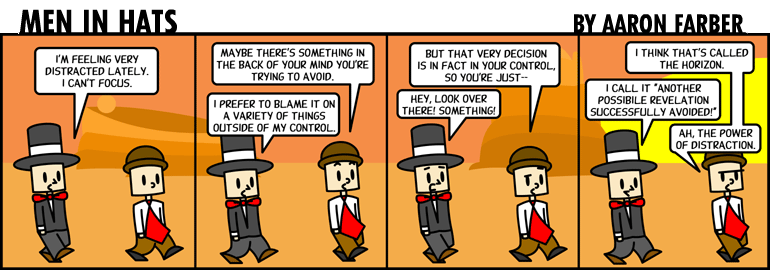 MEN IN HATS
BY AARON FARBER
I'M FEELING VERY
DISTRACTED LATELY.
I CAN'T FOCUS.
MAYBE THERE'S SOMETHING IN
THE BACK OF YOUR MIND YOU'RE
TRYING TO AVOID.
I PREFER TO BLAME IT ON
A VARIETY OF THINGS
OUTSIDE OF MY CONTROL.
BUT THAT VERY DECISION
IS IN FACT IN YOUR CONTROL,
SO YOU'RE JUST--
HEY, LOOK OVER
THERE! SOMETHING!
I THINK THAT'S CALLED
THE HORIZON.
I CALL IT "ANOTHER
POSSIBILE REVELATION
SUCCESSFULLY AVOIDED!"
AH, THE POWER
OF DISTRACTION.